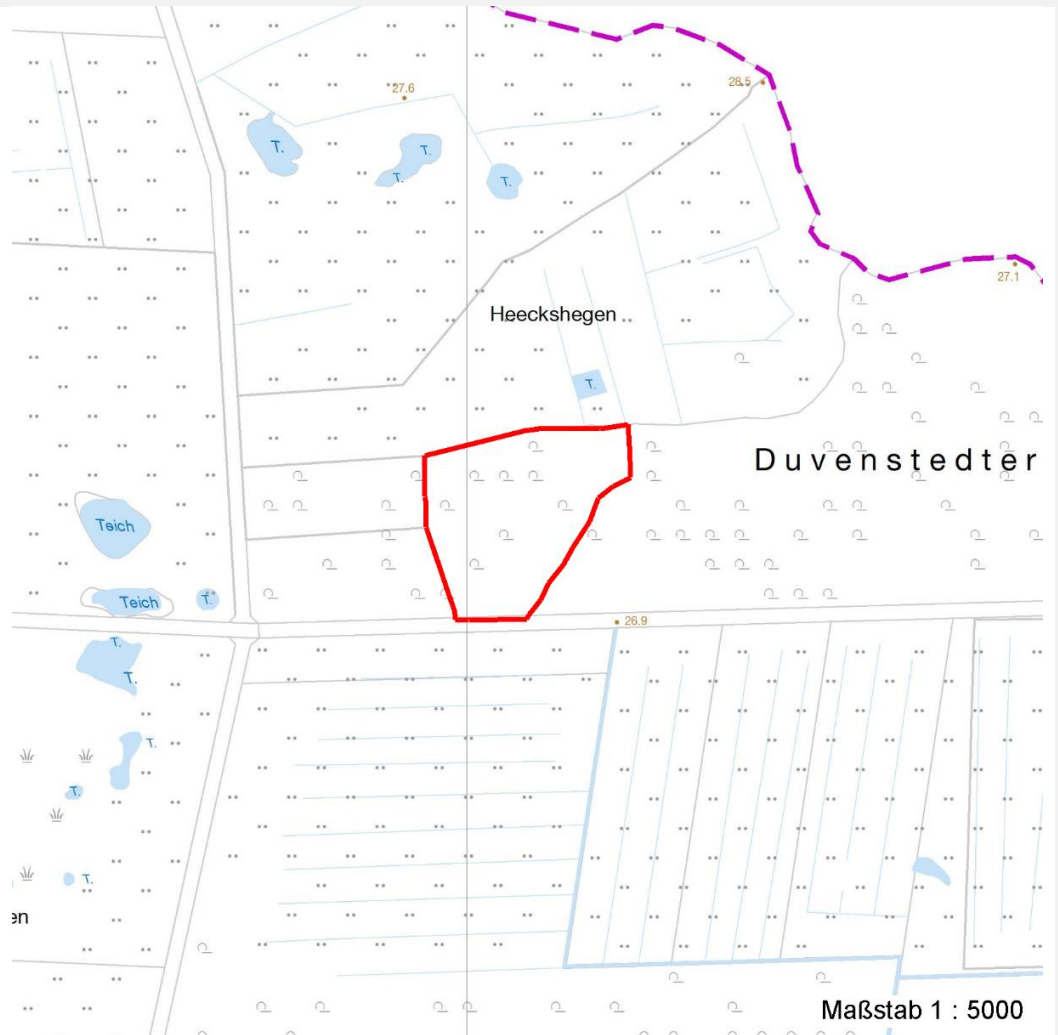 28.5
27.6
T.
T.
T.
T.
27.1
Heeckshegen
T.
Duvenstedter
Teich
Teich
T.
26.9
T.
T.
T.
T.
T.
en
Maßstab 1 : 5000